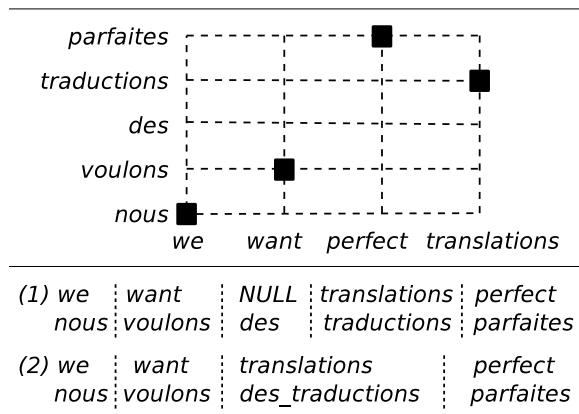 parfaites
traductions
des
voulons
nous
we want perfect translations
(1) we want NULL translations perfect
nous voulons des traductions parfaites
(2) we want translations perfect
nous voulons des_traductions parfaites